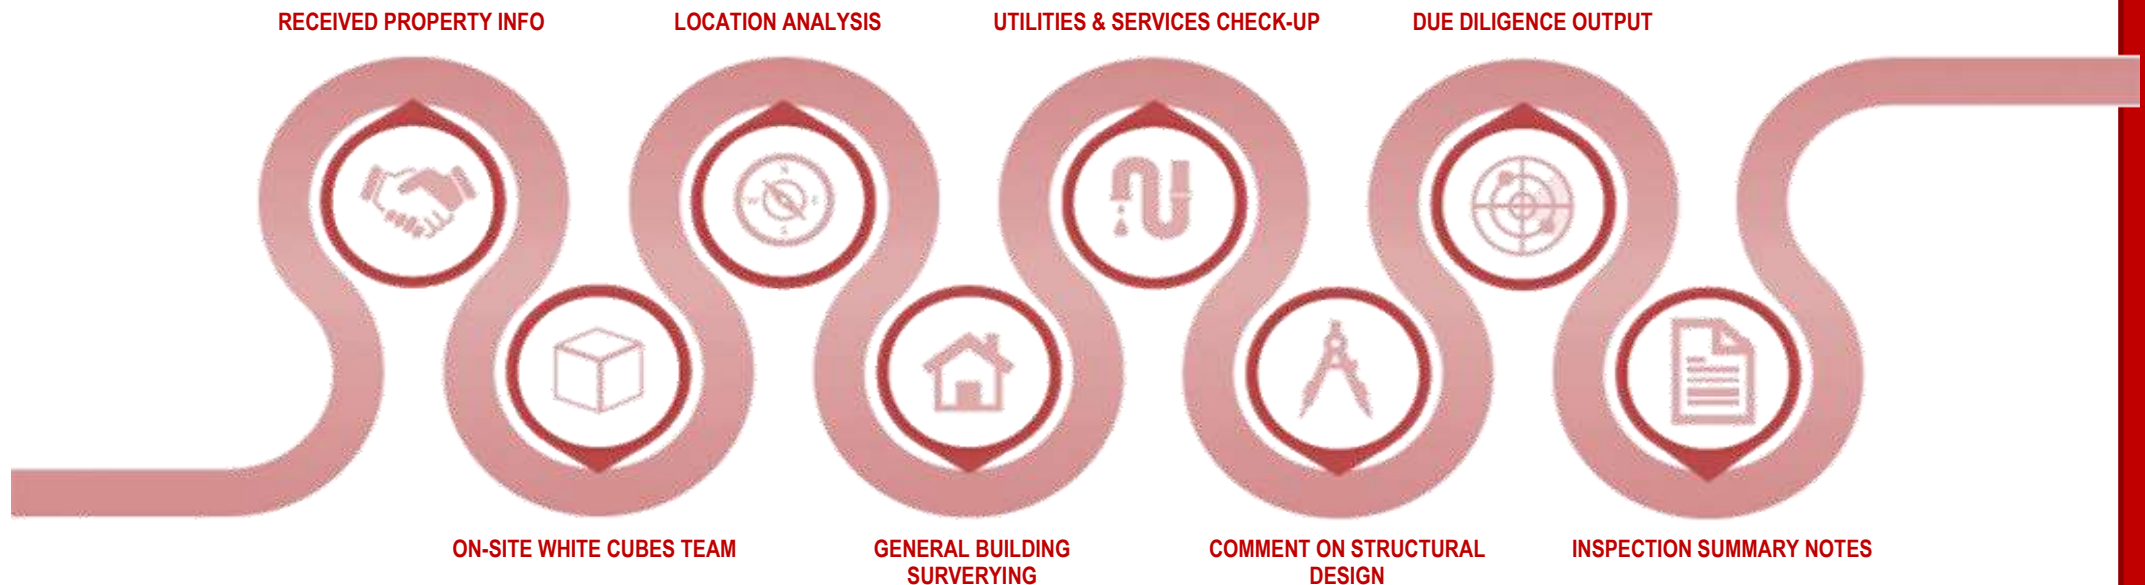 RECEIVED PROPERTY INFO
LOCATION ANALYSIS
UTILITIES & SERVICES CHECK-UP
DUE DILIGENCE OUTPUT
N
W
E
S
ON-SITE WHITE CUBES TEAM
GENERAL BUILDING
SURVERYING
COMMENT ON STRUCTURAL
DESIGN
INSPECTION SUMMARY NOTES